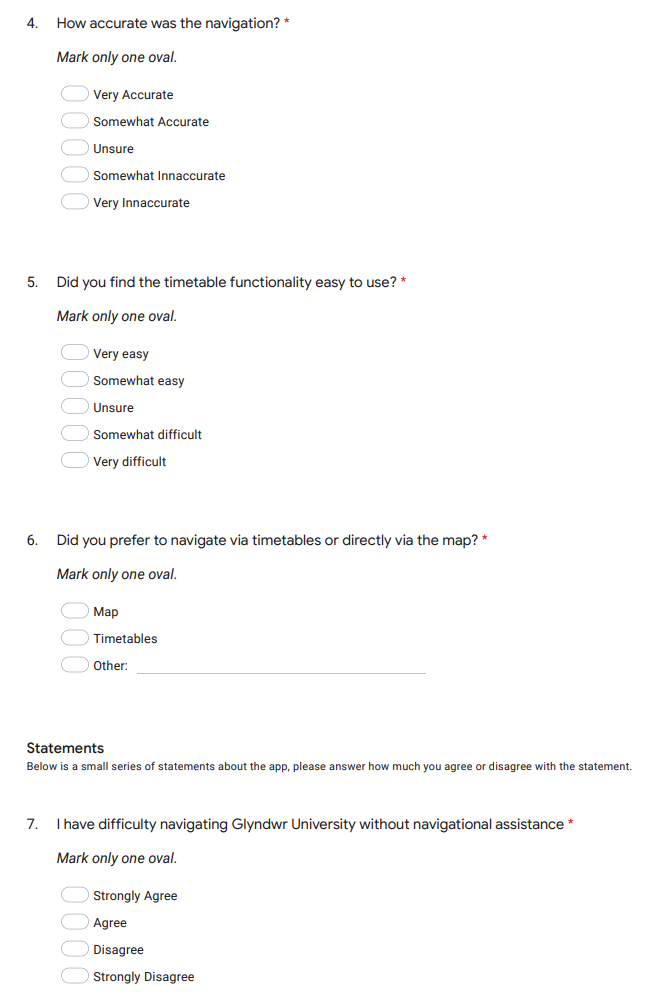 4. How accurate was the navigation? *
Mark only one oval.
Very Accurate
Somewhat Accurate
Unsure
Somewhat Innaccurate
Very Innaccurate
5. Did you find the timetable functionality easy to use? *
Mark only one oval.
Very easy
Somewhat easy
Unsure
Somewhat difficult
Very difficult
6. Did you prefer to navigate via timetables or directly via the map? *
Mark only one oval.
Map
Timetables
Other:
Statements
Below is a small series of statements about the app, please answer how much you agree or disagree with the statement.
7. I have difficulty navigating Glyndwr University without navigational assistance *
Mark only one oval.
Strongly Agree
Agree
Disagree
Strongly Disagree